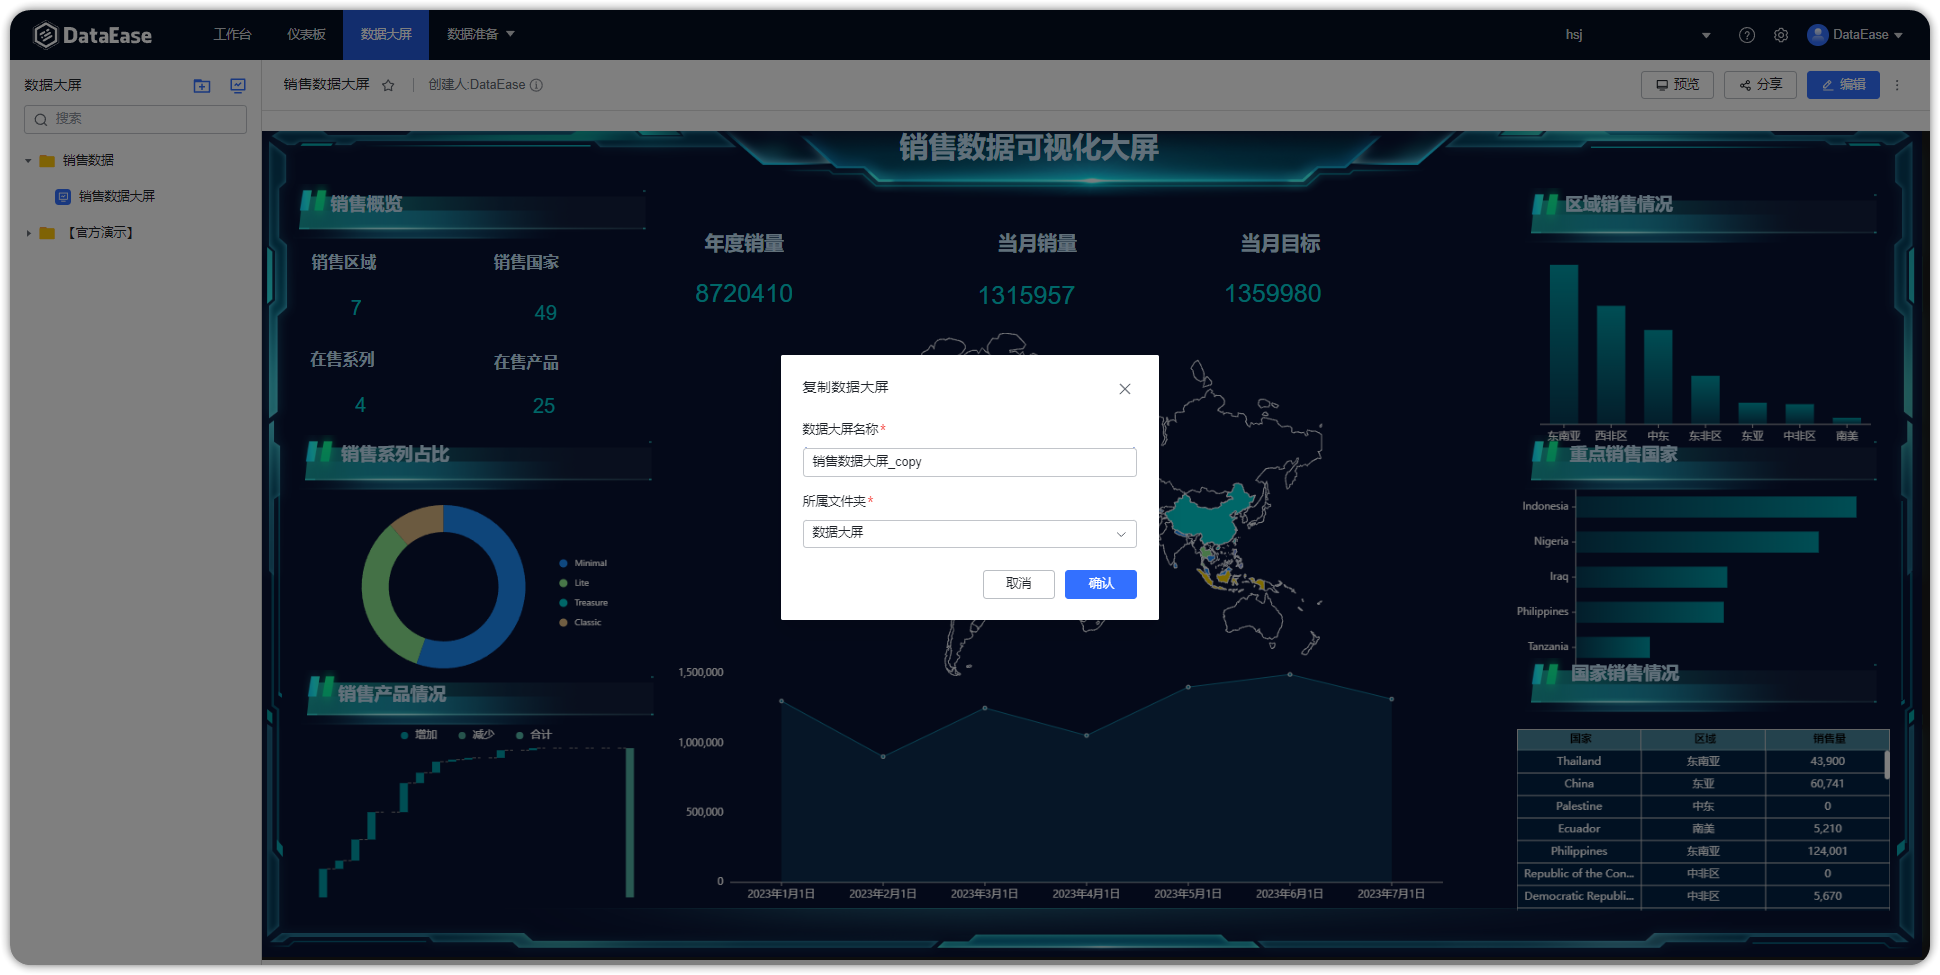 DataEase
工作台
仪表板
数据大屏
数据准备
hsj
DataEase
数据大屏
搜索
销售数据
销售数据大屏
【官方演示】
销售数据大屏
创建人:DataEase
预览
分享
编辑
销售数据可视化大屏
销售概览
销售区域
销售国家
7
49
在售系列
在售产品
4
25
年度销量
当月销量
当月目标
8720410
1315957
1359980
销售系列占比
Minimal
Lite
Treasure
Classic
销售产品情况
增加
减少
合计
复制数据大屏
数据大屏名称*
销售数据大屏_copy
所属文件夹*
数据大屏
取消
确认
1,500,000
1,000,000
500,000
0
2023年1月1日
2023年2月1日
2023年3月1日
2023年4月1日
2023年5月1日
2023年6月1日
2023年7月1日
区域销售情况
东南亚
西非区
中东
东非区
东亚
中非区
南美
重点销售国家
Indonesia
Nigeria
Iraq
Philippines
Tanzania
国家销售情况
国家 区域 销售量
Thailand 东南亚 43,900
China 东亚 60,741
Palestine 中东 0
Ecuador 南美 5,210
Philippines 东南亚 124,001
Republic of the Con... 中非区 0
Democratic Republi... 中非区 5,670